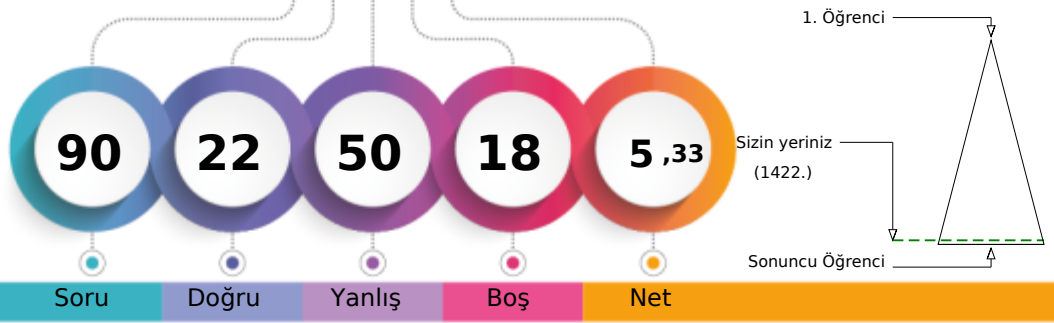 1. Öğrenci
90 22 50 18 5 ,33
Sizin yeriniz
(1422.)
Sonuncu Öğrenci
Soru Doğru Yanlış Boş Net